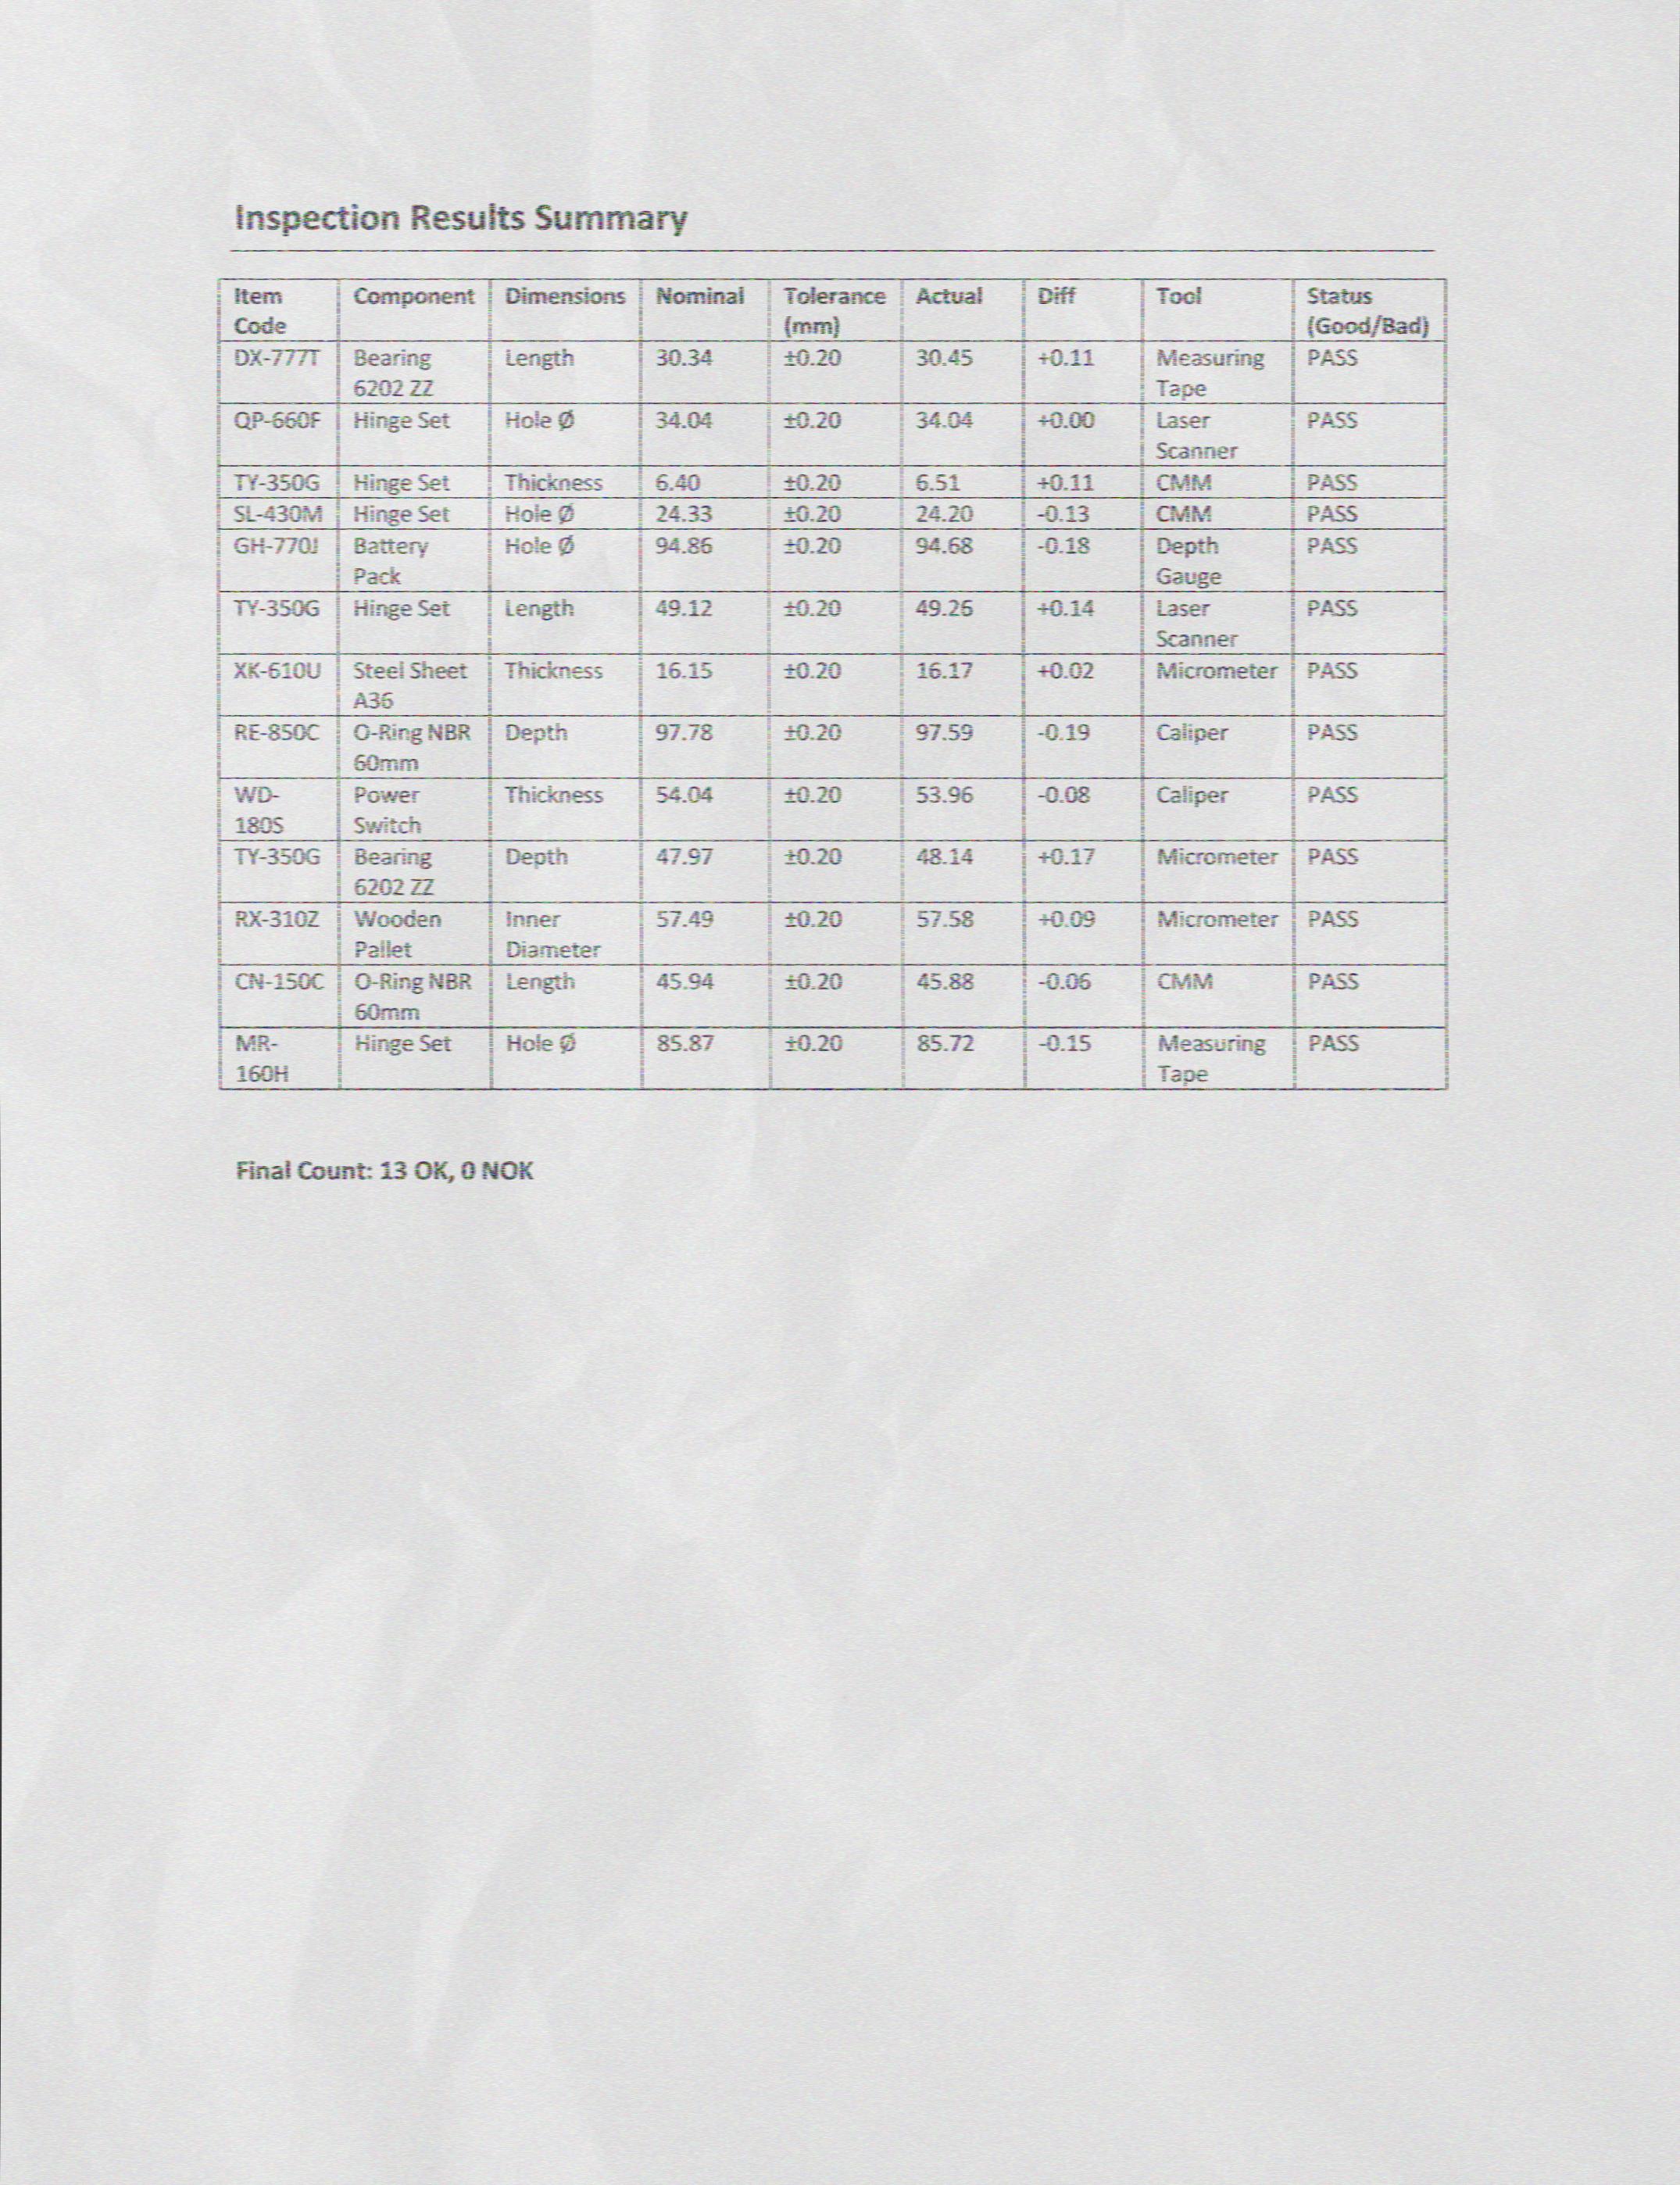 Inspection Results Summary
Item Code Component Dimensions Nominal Tolerance (mm) Actual Diff Tool Status (Good/Bad)
DX-777T Bearing 6202 ZZ Length 30.34 ±0.20 30.45 +0.11 Measuring Tape PASS
QP-660F Hinge Set Hole Ø 34.04 ±0.20 34.04 +0.00 Laser Scanner PASS
TY-350G Hinge Set Thickness 6.40 ±0.20 6.51 +0.11 CMM PASS
SL-430M Hinge Set Hole Ø 24.33 ±0.20 24.20 -0.13 CMM PASS
GH-770J Battery Pack Hole Ø 94.86 ±0.20 94.68 -0.18 Depth Gauge PASS
TY-350G Hinge Set Length 49.12 ±0.20 49.26 +0.14 Laser Scanner PASS
XK-610U Steel Sheet A36 Thickness 16.15 ±0.20 16.17 +0.02 Micrometer PASS
RE-850C O-Ring NBR 60mm Depth 97.78 ±0.20 97.59 -0.19 Caliper PASS
WD-180S Power Switch Thickness 54.04 ±0.20 53.96 -0.08 Caliper PASS
TY-350G Bearing 6202 ZZ Depth 47.97 ±0.20 48.14 +0.17 Micrometer PASS
RX-310Z Wooden Pallet Inner Diameter 57.49 ±0.20 57.58 +0.09 Micrometer PASS
CN-150C O-Ring NBR 60mm Length 45.94 ±0.20 45.88 -0.06 CMM PASS
MR-160H Hinge Set Hole Ø 85.87 ±0.20 85.72 -0.15 Measuring Tape PASS
Final Count: 13 OK, 0 NOK